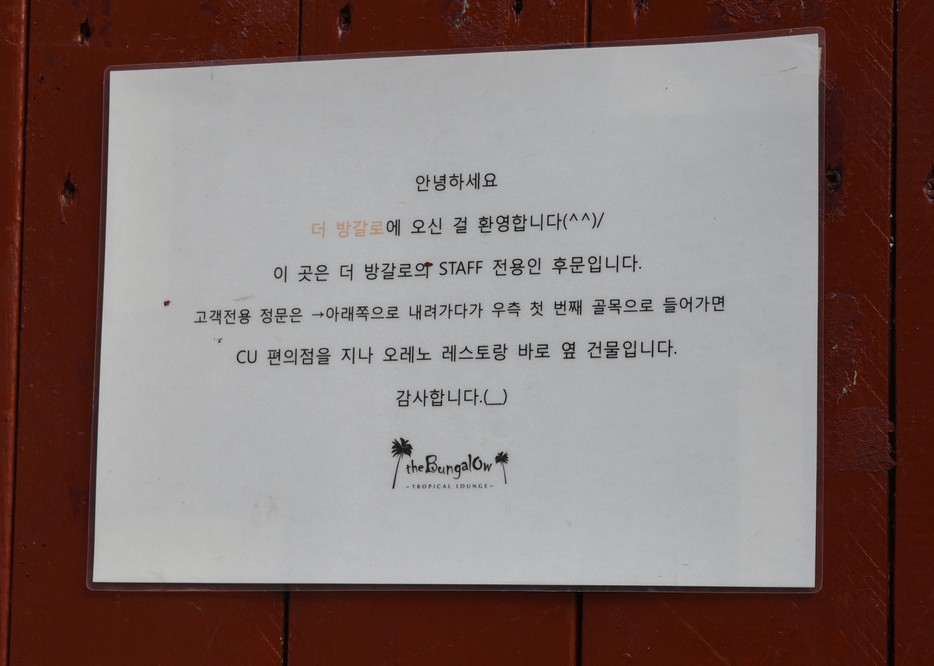 안녕하세요
더 방갈로에 오신 걸 환영합니다(^^)/
이 곳은 더 방갈로의 STAFF 전용인 후문입니다.
고객전용 정문은 →아래쪽으로 내려가다가 우측 첫 번째 골목으로 들어가면
CU 편의점을 지나 오레노 레스토랑 바로 옆 건물입니다.
감사합니다.(__)
the Bungalow
~TROPICAL LOUNGE~